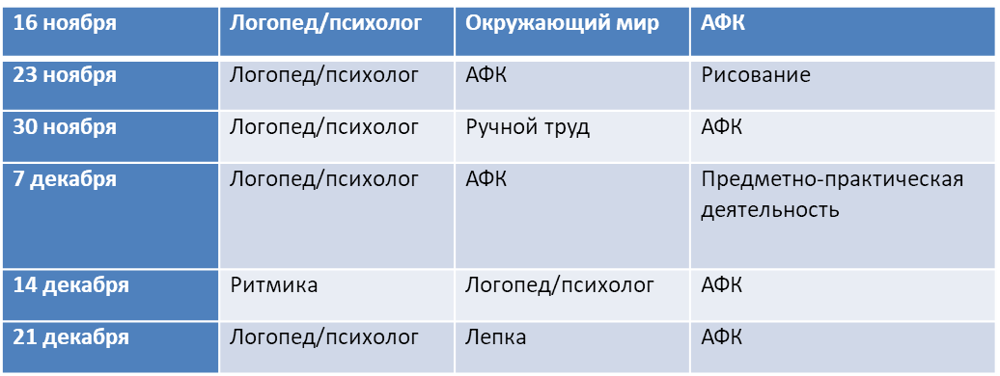 16 ноября Логопед/психолог Окружающий мир АФК
23 ноября Логопед/психолог АФК Рисование
30 ноября Логопед/психолог Ручной труд АФК
7 декабря Логопед/психолог АФК Предметно-практическая
деятельность
14 декабря Ритмика Логопед/психолог АФК
21 декабря Логопед/психолог Лепка АФК